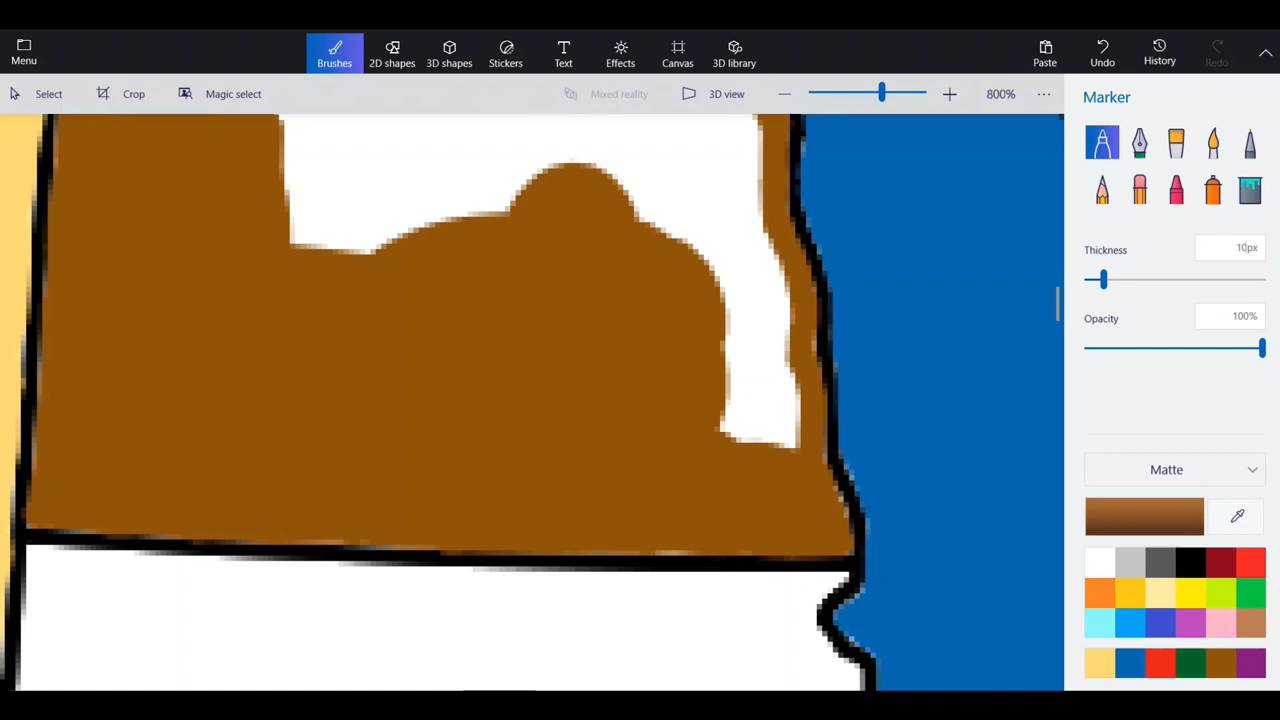 Menu
Brushes
2D shapes
3D shapes
Stickers
Text
Effects
Canvas
3D library
Paste
Undo
History
Redo
Select
Crop
Magic select
Mixed reality
3D view
800%
Marker
Thickness
10px
Opacity
100%
Matte